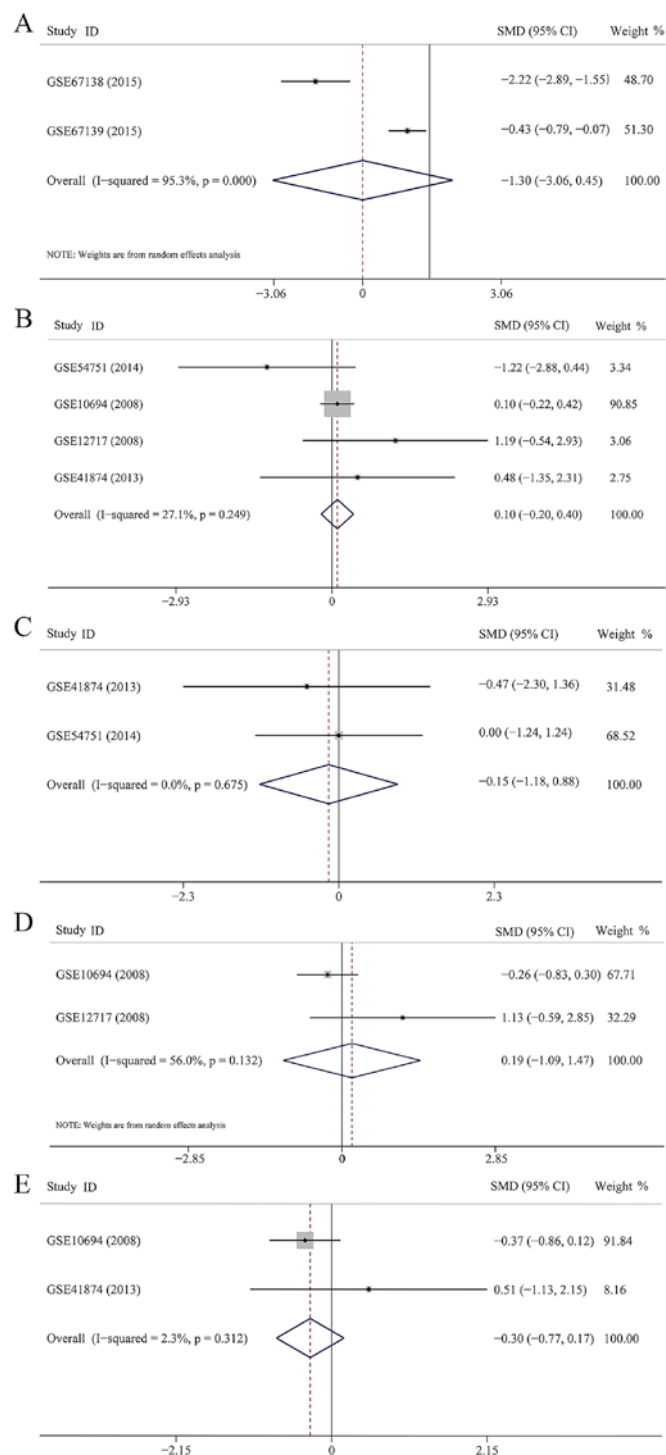 A
Study ID SMD (95% CI) Weight %
GSE67138 (2015) −2.22 (−2.89, −1.55) 48.70
GSE67139 (2015) −0.43 (−0.79, −0.07) 51.30
Overall (I−squared = 95.3%, p = 0.000) −1.30 (−3.06, 0.45) 100.00
NOTE: Weights are from random effects analysis
−3.06 0 3.06
B
Study ID SMD (95% CI) Weight %
GSE54751 (2014) −1.22 (−2.88, 0.44) 3.34
GSE10694 (2008) 0.10 (−0.22, 0.42) 90.85
GSE12717 (2008) 1.19 (−0.54, 2.93) 3.06
GSE41874 (2013) 0.48 (−1.35, 2.31) 2.75
Overall (I−squared = 27.1%, p = 0.249) 0.10 (−0.20, 0.40) 100.00
−2.93 0 2.93
C
Study ID SMD (95% CI) Weight %
GSE41874 (2013) −0.47 (−2.30, 1.36) 31.48
GSE54751 (2014) 0.00 (−1.24, 1.24) 68.52
Overall (I−squared = 0.0%, p = 0.675) −0.15 (−1.18, 0.88) 100.00
−2.3 0 2.3
D
Study ID SMD (95% CI) Weight %
GSE10694 (2008) −0.26 (−0.83, 0.30) 67.71
GSE12717 (2008) 1.13 (−0.59, 2.85) 32.29
Overall (I−squared = 56.0%, p = 0.132) 0.19 (−1.09, 1.47) 100.00
NOTE: Weights are from random effects analysis
−2.85 0 2.85
E
Study ID SMD (95% CI) Weight %
GSE10694 (2008) −0.37 (−0.86, 0.12) 91.84
GSE41874 (2013) 0.51 (−1.13, 2.15) 8.16
Overall (I−squared = 2.3%, p = 0.312) −0.30 (−0.77, 0.17) 100.00
−2.15 0 2.15